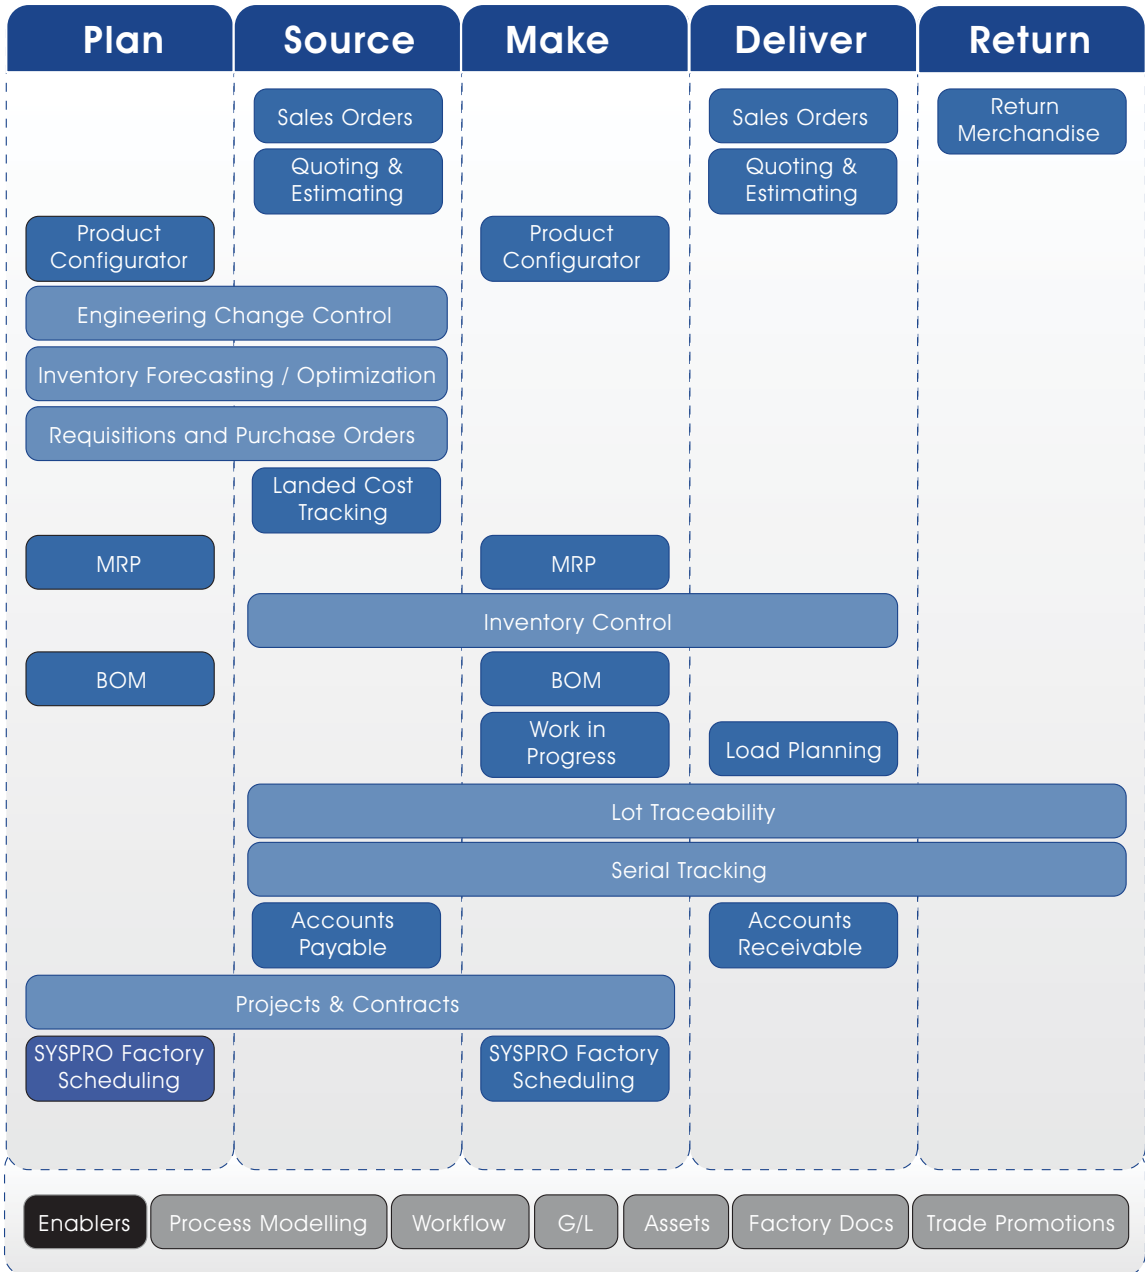 Plan
Source
Make
Deliver
Return
Sales Orders
Sales Orders
Return
Merchandise
Quoting &
Estimating
Quoting &
Estimating
Product
Configurator
Product
Configurator
Engineering Change Control
Inventory Forecasting / Optimization
Requisitions and Purchase Orders
Landed Cost
Tracking
MRP
MRP
Inventory Control
BOM
BOM
Work in
Progress
Load Planning
Lot Traceability
Serial Tracking
Accounts
Payable
Accounts
Receivable
Projects & Contracts
SYSPRO Factory
Scheduling
SYSPRO Factory
Scheduling
Enablers
Process Modelling
Workflow
G/L
Assets
Factory Docs
Trade Promotions